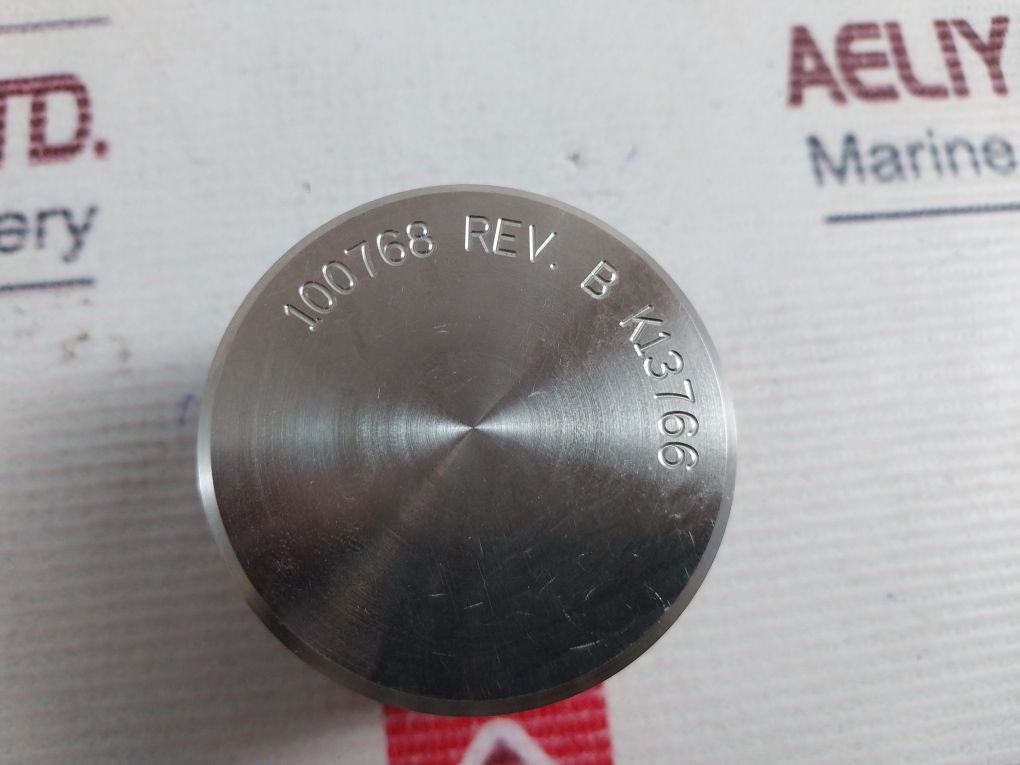 100768 REV. B K13766
TD.
ery
AELIY
Marine